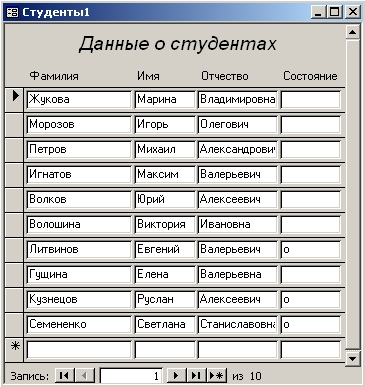 Студенты1
Данные о студентах
Фамилия Имя Отчество Состояние
Жукова Марина Владимировна
Морозов Игорь Олегович
Петров Михаил Александрович
Игнатов Максим Валерьевич
Волков Юрий Алексеевич
Волошина Виктория Ивановна
Литвинов Евгений Валерьевич о
Гущина Елена Валерьевна
Кузнецов Руслан Алексеевич о
Семененко Светлана Станиславовна о
Запись: 1 из 10